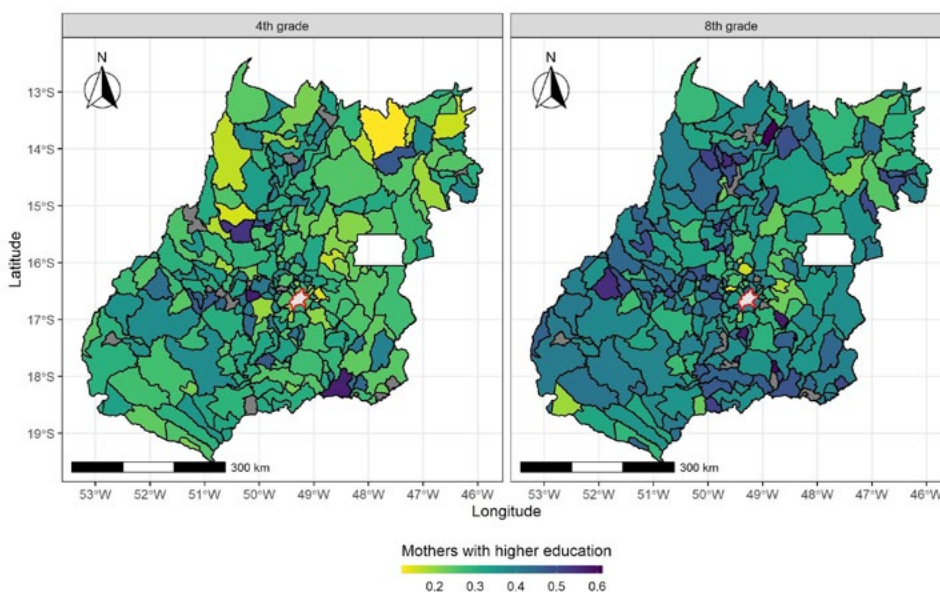 4th grade
8th grade
N
N
13°S
14°S
15°S
16°S
17°S
18°S
19°S
Latitude
300 km
300 km
53°W 52°W 51°W 50°W 49°W 48°W 47°W 46°W
53°W 52°W 51°W 50°W 49°W 48°W 47°W 46°W
Longitude
Mothers with higher education
0.2 0.3 0.4 0.5 0.6